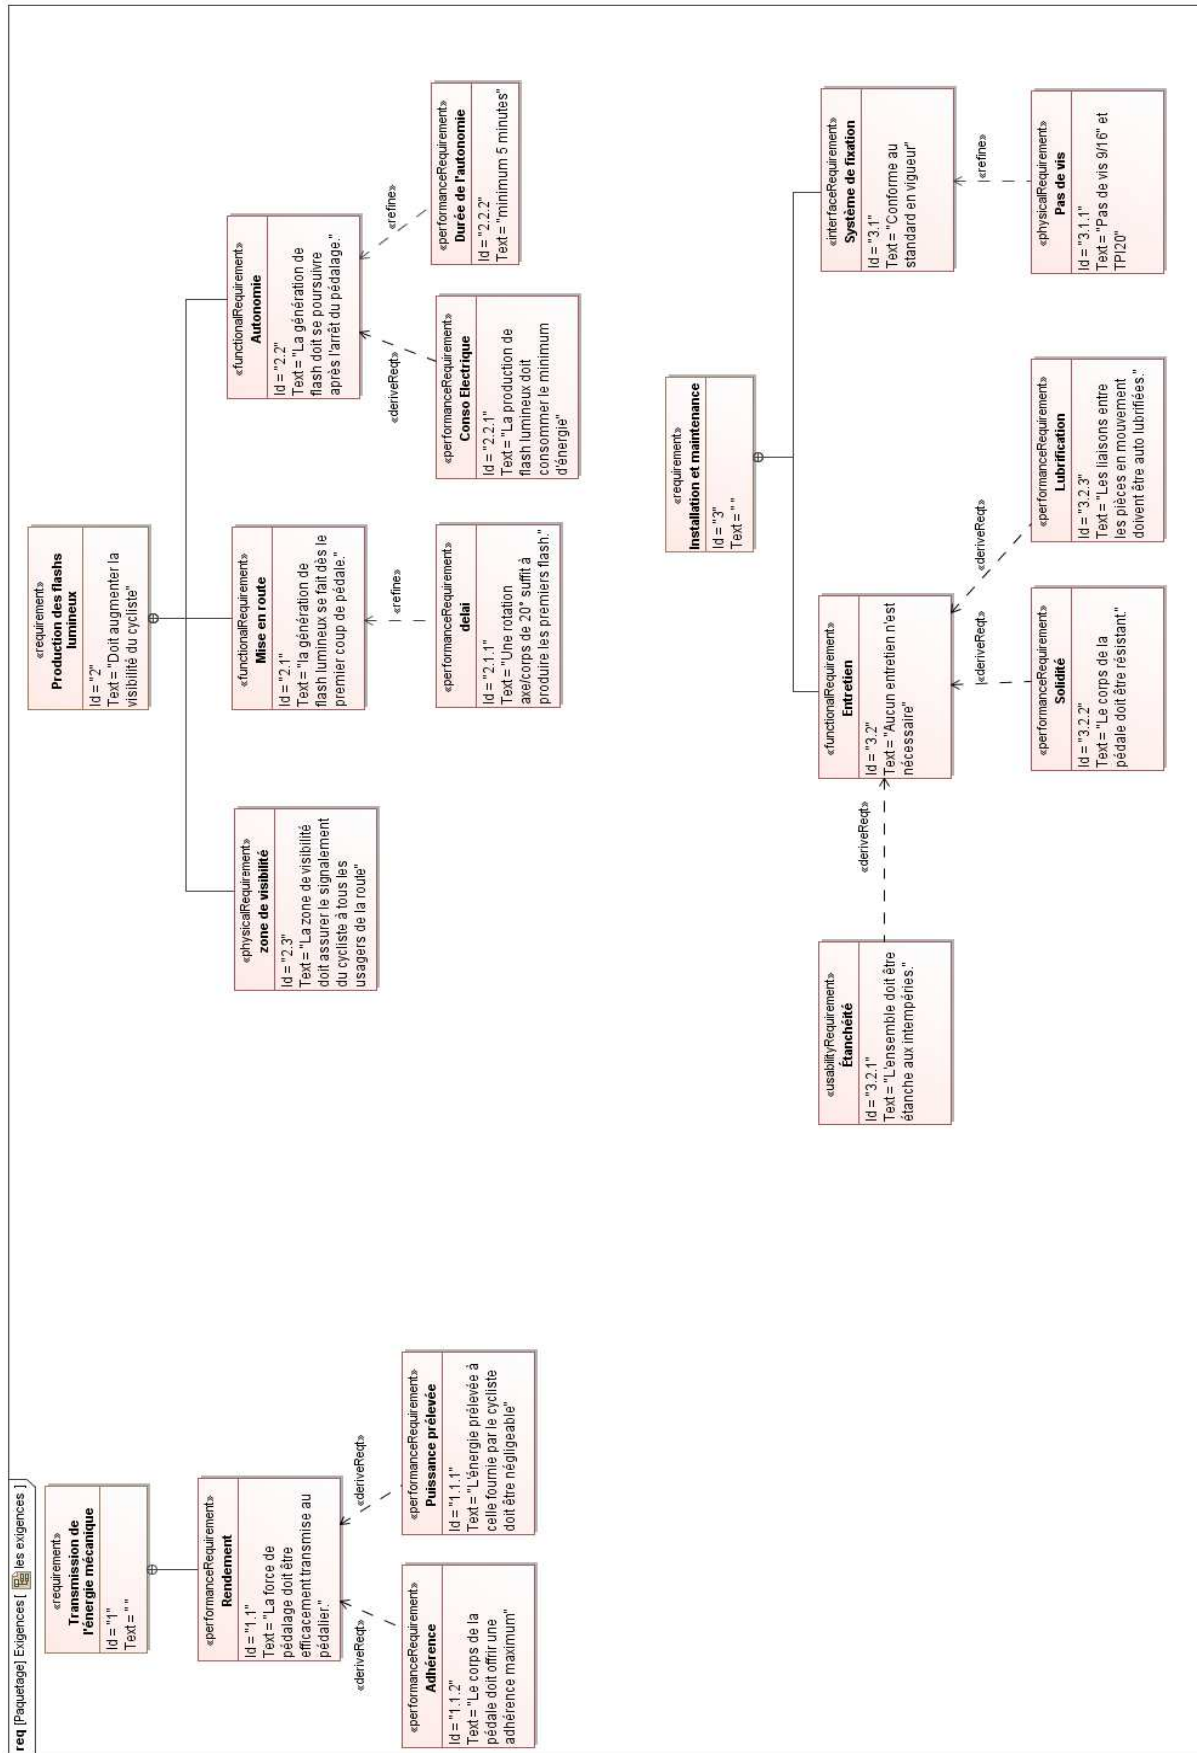 req [Paquetage] Exigences [ les exigences ]
«requirement»
Transmission de
l'énergie mécanique
Id = "1"
Text = " "
«performanceRequirement»
Rendement
Id = "1.1"
Text = "La force de
pédalage doit être
efficacement transmise au
pédalier."
«deriveReqt»
«deriveReqt»
«performanceRequirement»
Adhérence
Id = "1.1.2"
Text = "Le corps de la
pédale doit offrir une
adhérence maximum"
«performanceRequirement»
Puissance prélevée
Id = "1.1.1"
Text = "L'énergie prélevée à
celle fournie par le cycliste
doit être négligeable"
«requirement»
Production des flashs
lumineux
Id = "2"
Text = "Doit augmenter la
visibilité du cycliste"
«physicalRequirement»
zone de visibilité
Id = "2.3"
Text = "La zone de visibilité
doit assurer le signalement
du cycliste à tous les
usagers de la route"
«functionalRequirement»
Mise en route
Id = "2.1"
Text = "la génération de
flash lumineux se fait dès le
premier coup de pédale."
«functionalRequirement»
Autonomie
Id = "2.2"
Text = "La génération de
flash doit se poursuivre
après l'arrêt du pédalage."
«refine»
«deriveReqt»
«refine»
«performanceRequirement»
delai
Id = "2.1.1"
Text = "Une rotation
axe/corps de 20° suffit à
produire les premiers flash."
«performanceRequirement»
Conso Electrique
Id = "2.2.1"
Text = "La production de
flash lumineux doit
consommer le minimum
d'énergie"
«performanceRequirement»
Durée de l'autonomie
Id = "2.2.2"
Text = "minimum 5 minutes"
«requirement»
Installation et maintenance
Id = "3"
Text = " "
«usabilityRequirement»
Étanchéité
Id = "3.2.1"
Text = "L'ensemble doit être
étanche aux intempéries."
«deriveReqt»
«functionalRequirement»
Entretien
Id = "3.2"
Text = "Aucun entretien n'est
nécessaire"
«interfaceRequirement»
Système de fixation
Id = "3.1"
Text = "Conforme au
standard en vigueur"
«deriveReqt»
«deriveReqt»
«refine»
«performanceRequirement»
Solidité
Id = "3.2.2"
Text = "Le corps de la
pédale doit être résistant."
«performanceRequirement»
Lubrification
Id = "3.2.3"
Text = "Les liaisons entre
les pièces en mouvement
doivent être auto lubrifiées."
«physicalRequirement»
Pas de vis
Id = "3.1.1"
Text = "Pas de vis 9/16" et
TPI20"